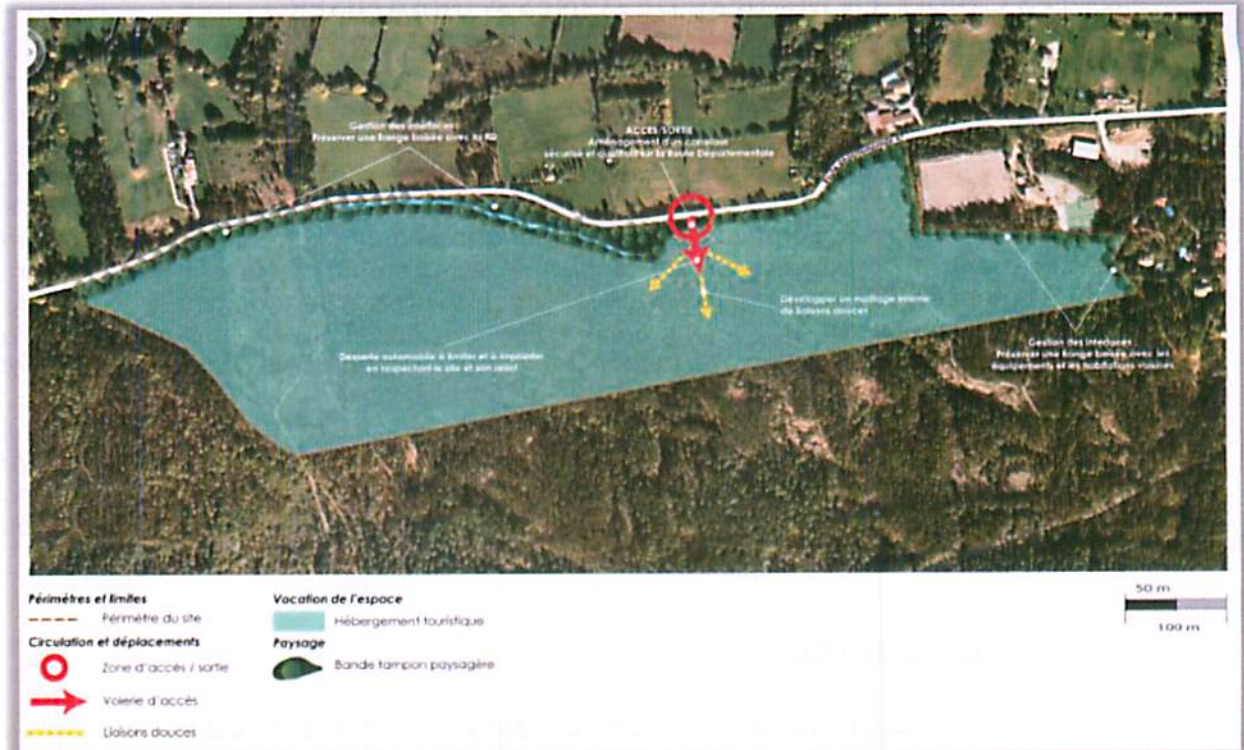 Gestion des interfaces
Préserver une frange boisée avec la RD
ACCES/SORTIE
Aménagement d'un carrefour
sécurisé et qualitatif sur la Route Départementale
Développer un maillage interne
de liaisons douces
Desserte automobile à limiter et à implanter
en respectant le site et son relief
Gestion des interfaces
Préserver une frange boisée avec les
équipements et les habitations voisines
Périmètres et limites
Périmètre du site
Circulation et déplacements
Zone d'accès / sortie
Voierie d'accès
Liaisons douces
Vocation de l'espace
Hébergement touristique
Paysage
Bande tampon paysagère
50 m
100 m